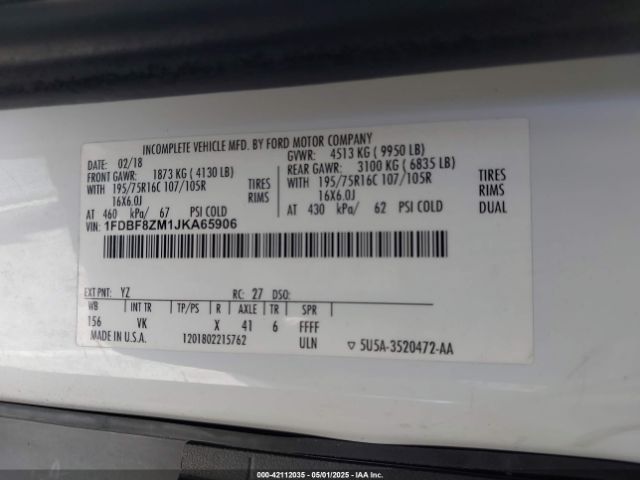 INCOMPLETE VEHICLE MFD. BY FORD MOTOR COMPANY
DATE: 02/18 GVWR: 4513 KG ( 9950 LB)
FRONT GAWR: 1873 KG ( 4130 LB) REAR GAWR: 3100 KG ( 6835 LB)
WITH 195/75R16C 107/105R TIRES WITH 195/75R16C 107/105R TIRES
16X6.0J RIMS 16X6.0J RIMS
AT 460 kPa/ 67 PSI COLD AT 430 kPa/ 62 PSI COLD DUAL
VIN: 1FDBF8ZM1JKA65906
EXT PNT: YZ RC: 27 DSO:
WB INT TR TP/PS R AXLE TR SPR
156 VK X 41 6 FFFF
MADE IN U.S.A. 1201802215762 ULN ▽ 5U5A-3520472-AA
000-42112035 - 05/01/2025 - IAAI.COM